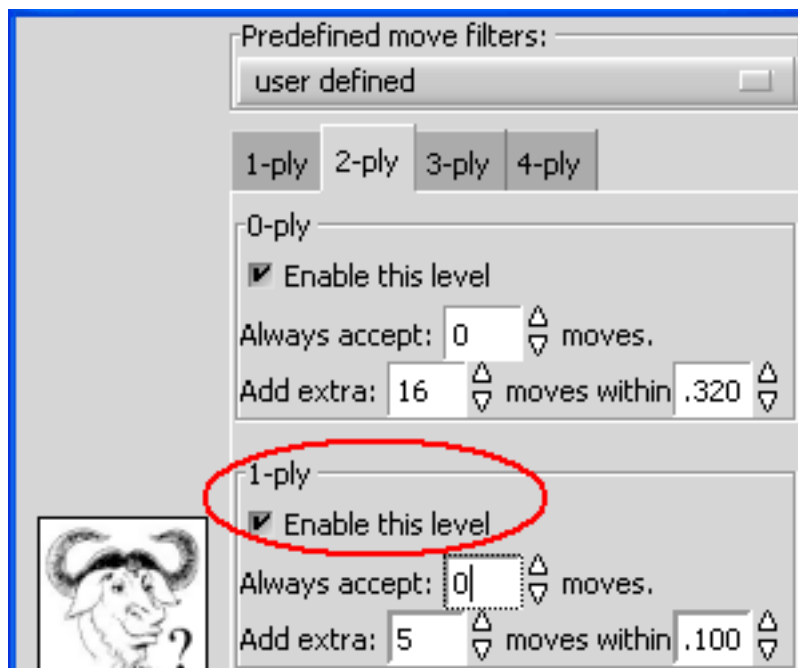 Predefined move filters:
user defined
1-ply 2-ply 3-ply 4-ply
0-ply
Enable this level
Always accept: 0 moves.
Add extra: 16 moves within .320
1-ply
Enable this level
Always accept: 0 moves.
Add extra: 5 moves within .100
?